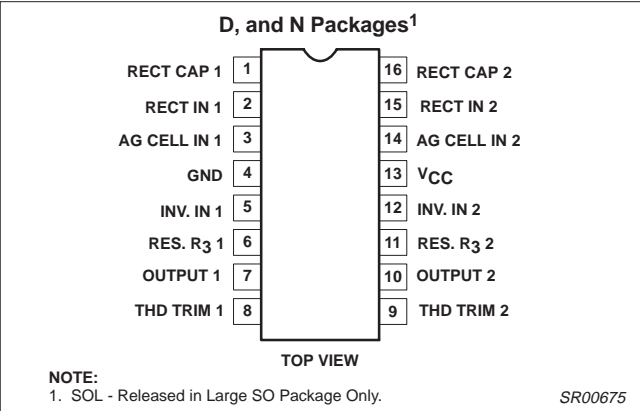 D, and N Packages1
RECT CAP 1 1 16 RECT CAP 2
RECT IN 1 2 15 RECT IN 2
AG CELL IN 1 3 14 AG CELL IN 2
GND 4 13 VCC
INV. IN 1 5 12 INV. IN 2
RES. R3 1 6 11 RES. R3 2
OUTPUT 1 7 10 OUTPUT 2
THD TRIM 1 8 9 THD TRIM 2
TOP VIEW
NOTE:
1. SOL - Released in Large SO Package Only.
SR00675